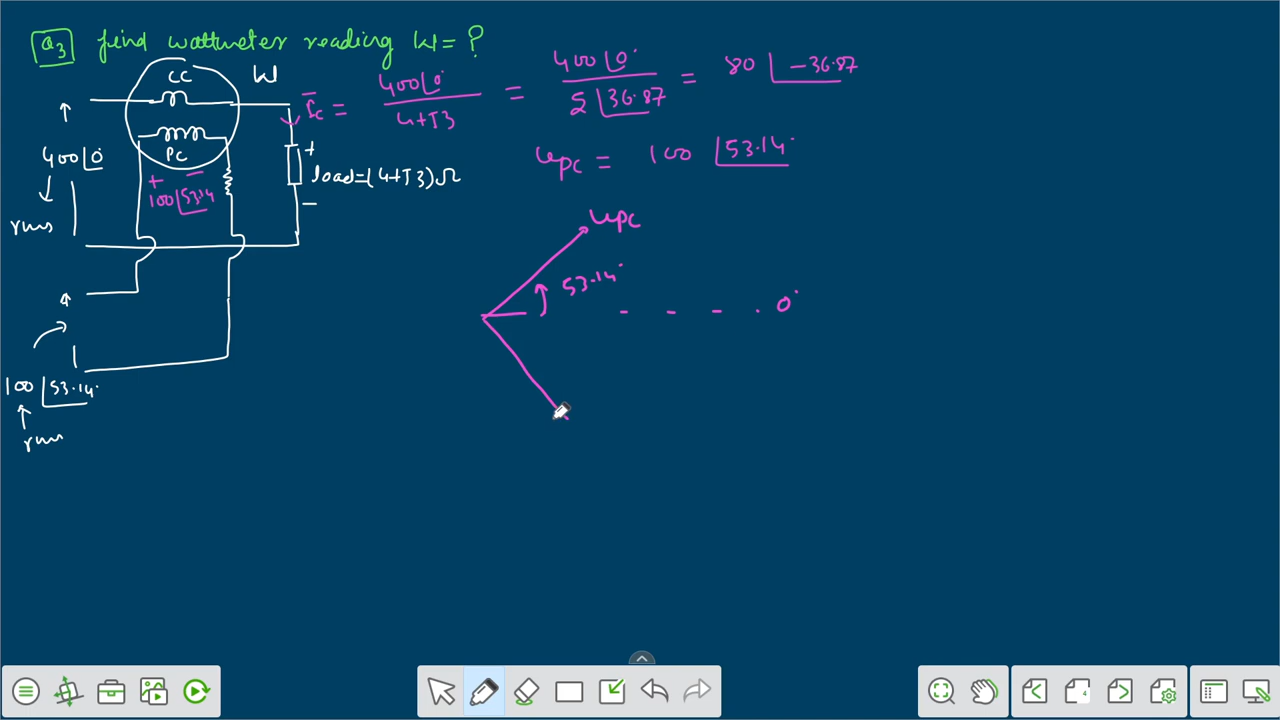 Q3 find wattmeter reading W = ?
CC
W
PC
400∠0°
rms
+ −
100∠53.14
+
load=(4+J3)Ω
−
100∠53.14°
rms
Ic = 400∠0° / 4+J3 = 400∠0° / 5∠36.87 = 80∠-36.87
Vpc = 100∠53.14°
Vpc
53.14°
0°
4